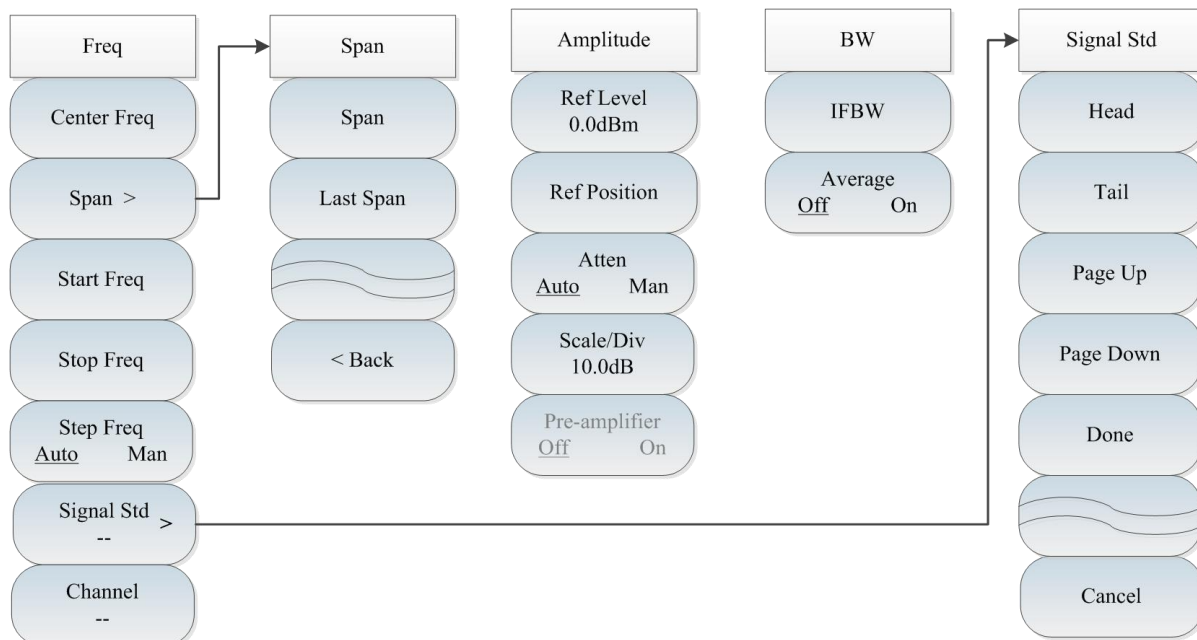 Freq
Center Freq
Span >
Start Freq
Stop Freq
Step Freq
Auto Man
Signal Std >
--
Channel
--
Span
Span
Last Span
< Back
Amplitude
Ref Level
0.0dBm
Ref Position
Atten
Auto Man
Scale/Div
10.0dB
Pre-amplifier
Off On
BW
IFBW
Average
Off On
Signal Std
Head
Tail
Page Up
Page Down
Done
Cancel